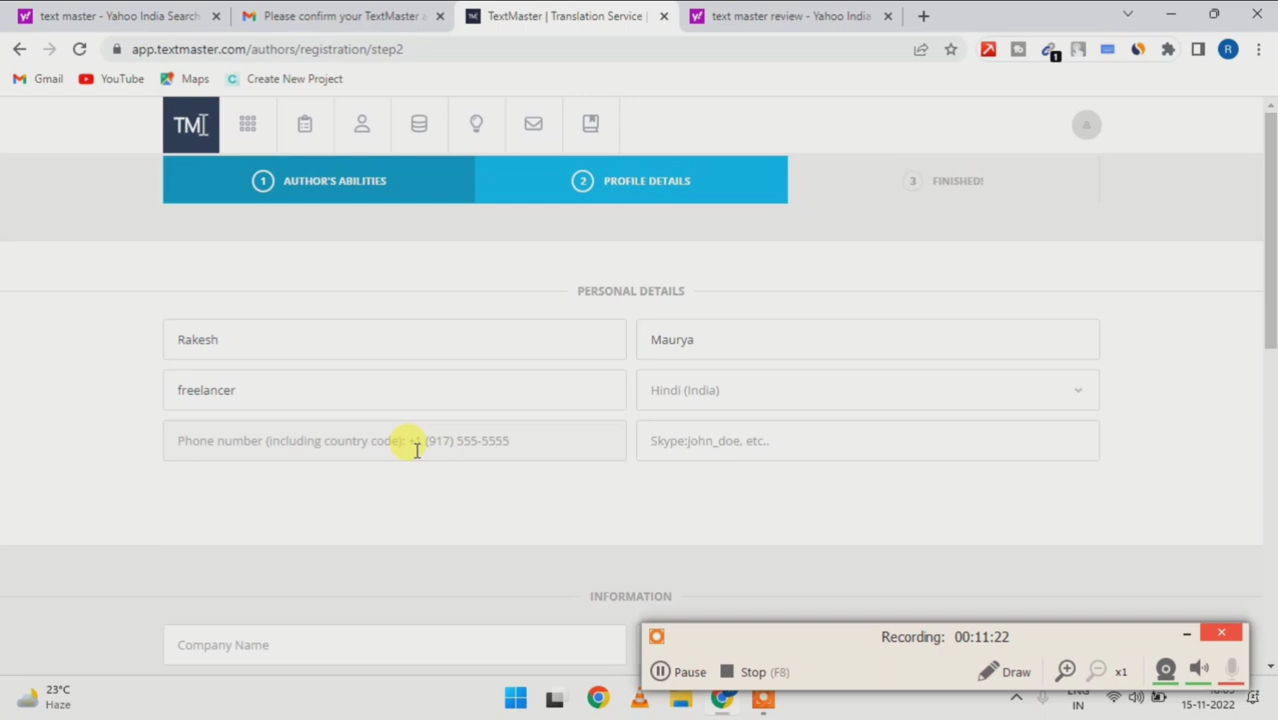 text master - Yahoo India Search
Please confirm your TextMaster a
TextMaster | Translation Service |
text master review - Yahoo India
app.textmaster.com/authors/registration/step2
1
R
Gmail
YouTube
Maps
C Create New Project
TM
a
1 AUTHOR'S ABILITIES
2 PROFILE DETAILS
3 FINISHED!
PERSONAL DETAILS
Rakesh
Maurya
freelancer
Hindi (India)
Phone number (including country code): +1 (917) 555-5555
Skype:john_doe, etc..
INFORMATION
Company Name
Recording: 00:11:22
Pause
Stop (F8)
Draw
x1
23°C
Haze
ENG
IN
15-11-2022